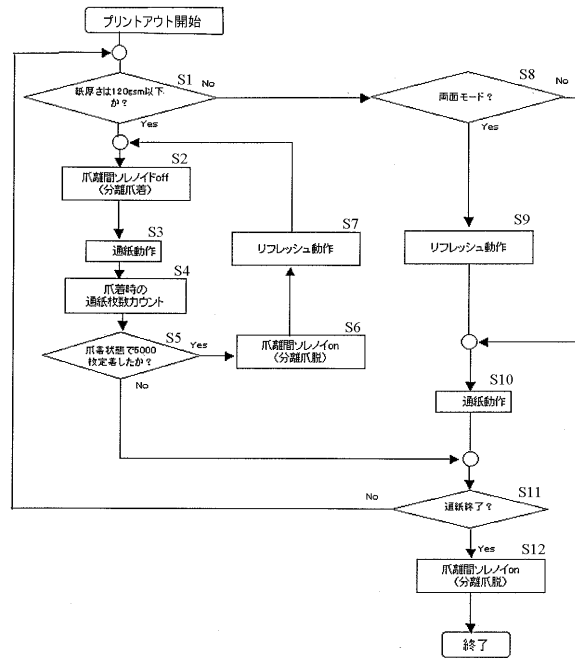 プリントアウト開始
S1
紙厚さは120gsm以下
か？
No
Yes
S8
両面モード？
No
Yes
S2
爪離間ソレノイドoff
（分離爪着）
S3
通紙動作
S4
爪着時の
通紙枚数カウント
S5
爪着状態で5000
枚定着したか？
Yes
No
S6
爪離間ソレノイon
（分離爪脱）
S7
リフレッシュ動作
S9
リフレッシュ動作
S10
通紙動作
S11
通紙終了？
No
Yes
S12
爪離間ソレノイon
（分離爪脱）
終了